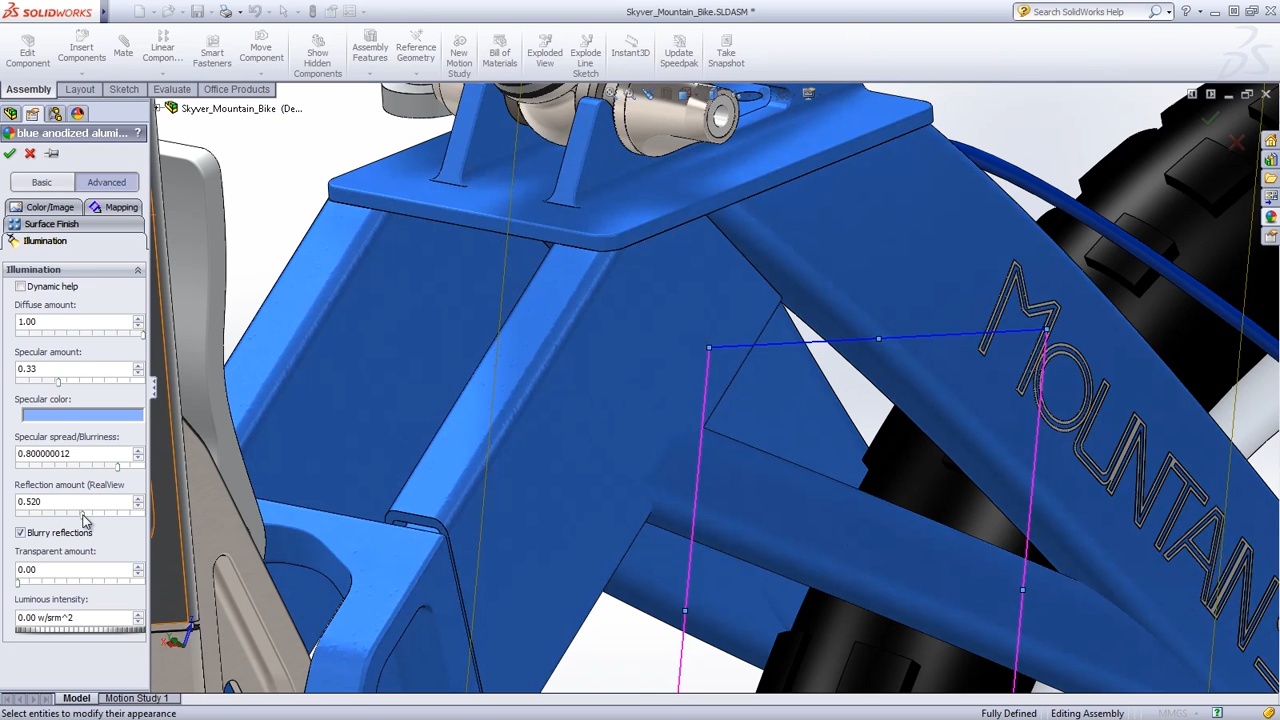 SOLIDWORKS
Skyver_Mountain_Bike.SLDASM *
Search SolidWorks Help
Edit Component
Insert Components
Mate
Linear Compon...
Smart Fasteners
Move Component
Show Hidden Components
Assembly Features
Reference Geometry
New Motion Study
Bill of Materials
Exploded View
Explode Line Sketch
Instant3D
Update Speedpak
Take Snapshot
Assembly
Layout
Sketch
Evaluate
Office Products
Skyver_Mountain_Bike (De...
blue anodized alumi... ?
Basic
Advanced
Color/Image
Mapping
Surface Finish
Illumination
Illumination
Dynamic help
Diffuse amount:
1.00
Specular amount:
0.33
Specular color:
Specular spread/Blurriness:
0.800000012
Reflection amount (RealView
0.520
Blurry reflections
Transparent amount:
0.00
Luminous intensity:
0.00 w/srm^2
MOUNTAIN
Model
Motion Study 1
Select entities to modify their appearance
Fully Defined
Editing Assembly
MMGS